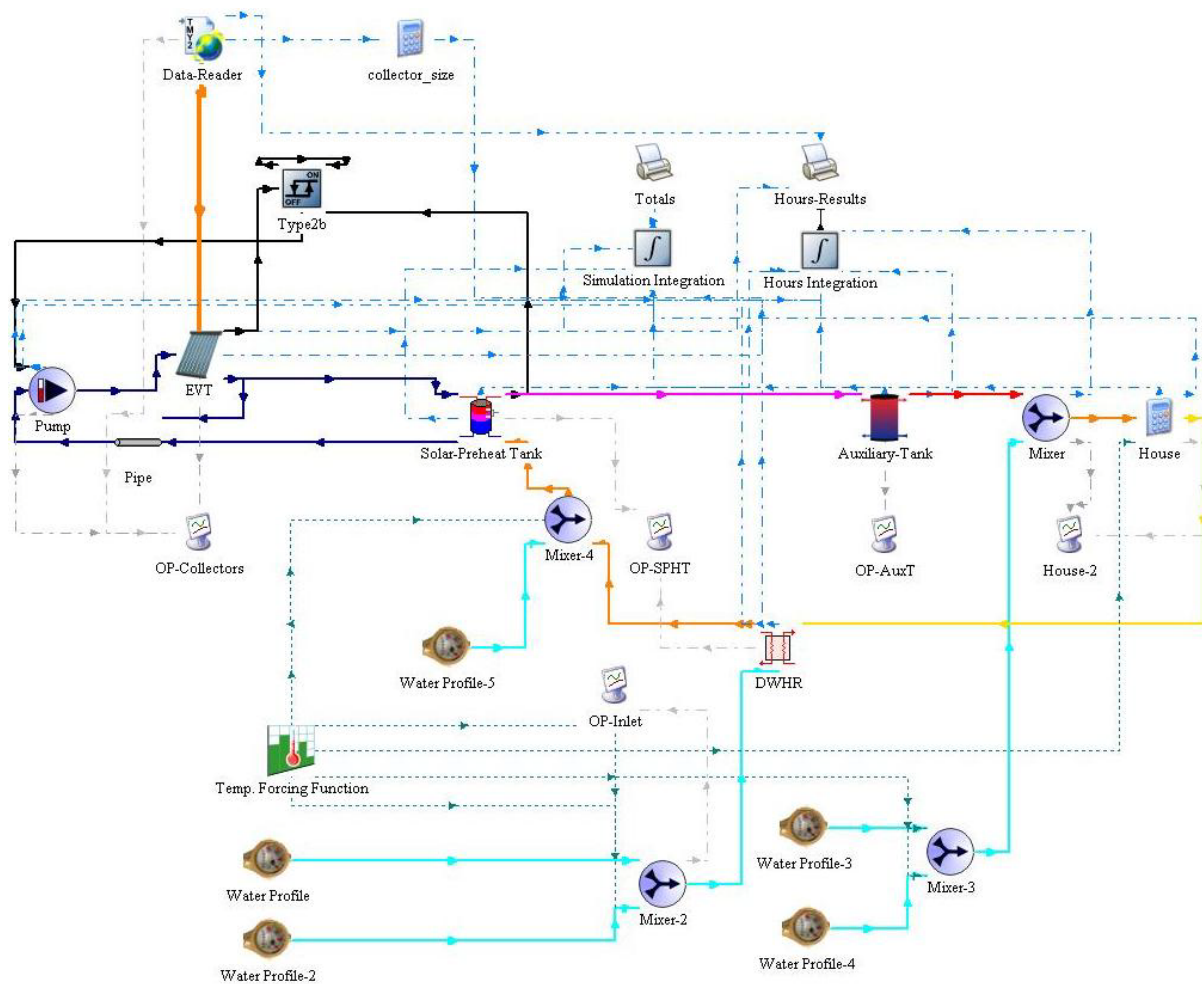 TMY2
Data-Reader
collector_size
ON
OFF
Type2b
Totals
Hours-Results
Simulation Integration
Hours Integration
EVT
Pump
Pipe
Solar-Preheat Tank
Auxiliary-Tank
Mixer
House
OP-Collectors
Mixer-4
OP-SPHT
OP-AuxT
House-2
Water Profile-5
OP-Inlet
DWHR
Temp. Forcing Function
Water Profile
Mixer-2
Water Profile-3
Mixer-3
Water Profile-2
Water Profile-4